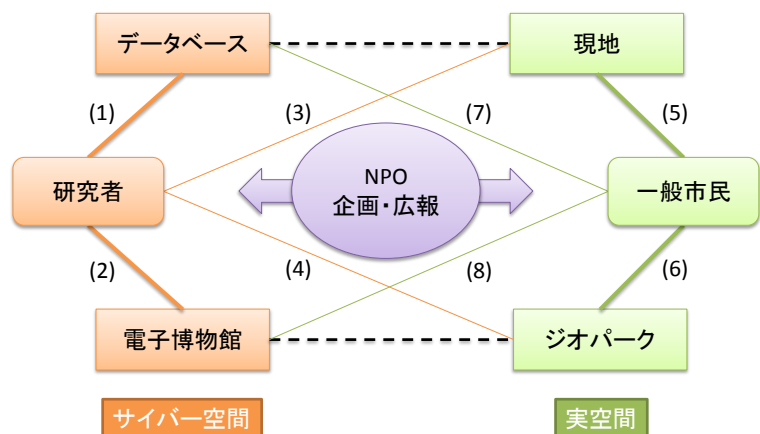 データベース
現地
(1)
(3)
(7)
(5)
研究者
NPO
企画・広報
一般市民
(2)
(4)
(8)
(6)
電子博物館
ジオパーク
サイバー空間
実空間